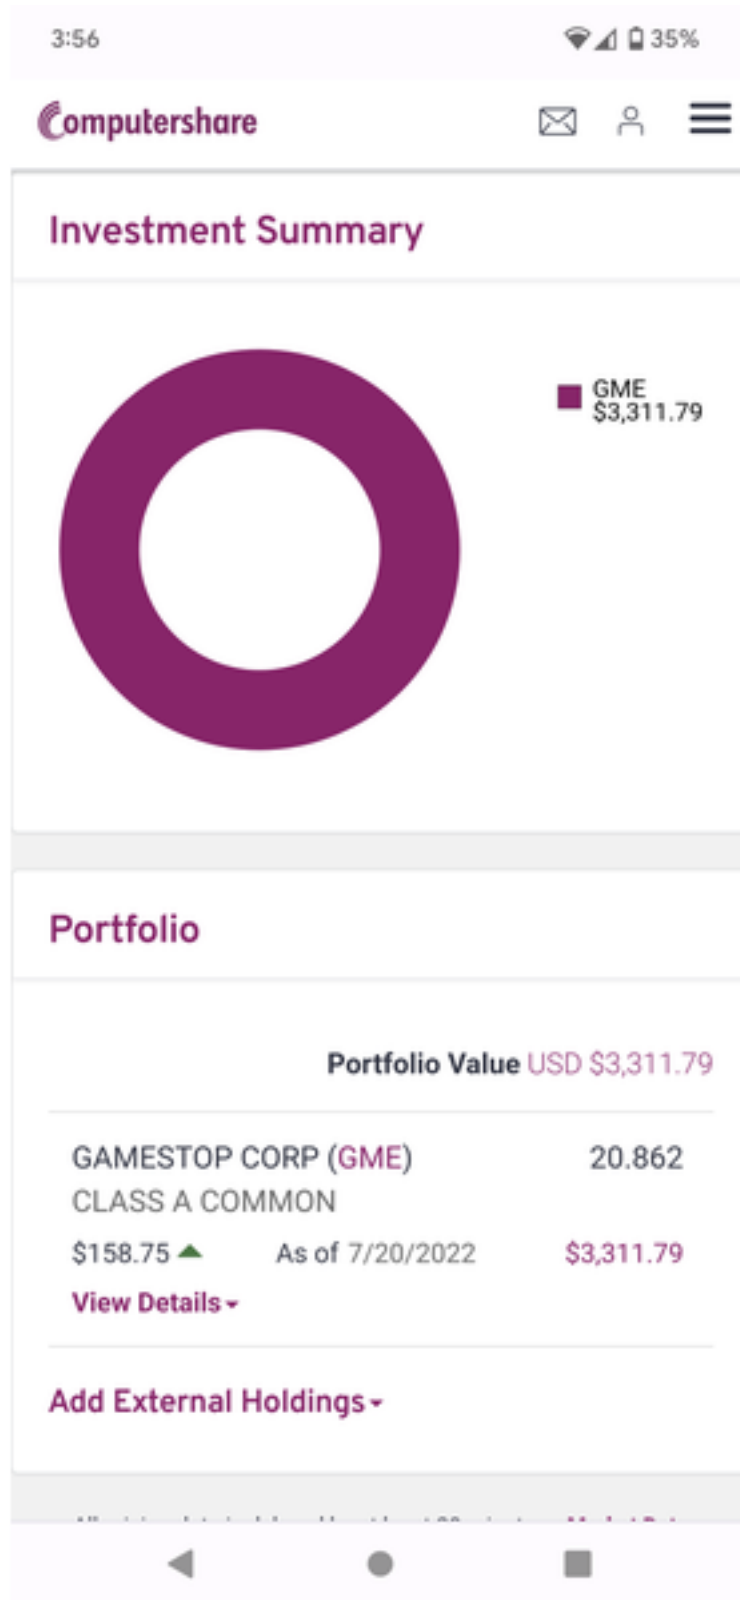 3:56 35%
Computershare
Investment Summary
GME
$3,311.79
Portfolio
Portfolio Value USD $3,311.79
GAMESTOP CORP (GME) 20.862
CLASS A COMMON
$158.75 As of 7/20/2022 $3,311.79
View Details
Add External Holdings